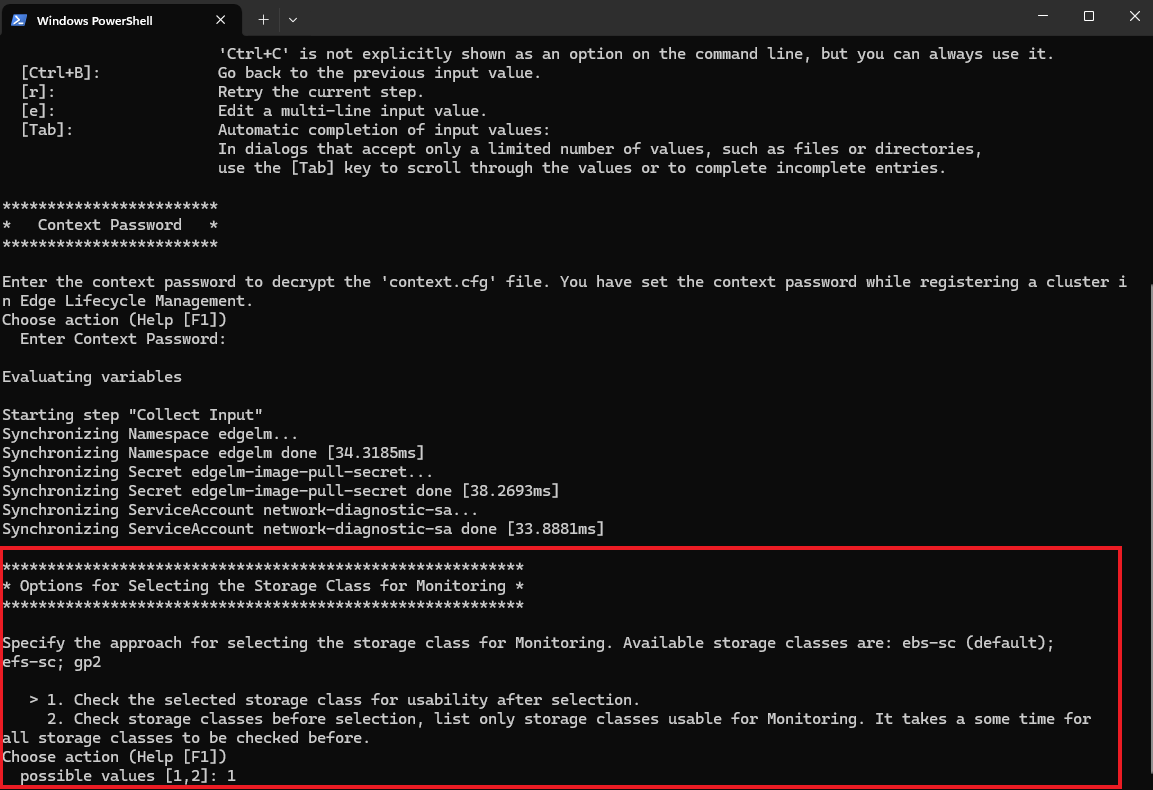 Windows PowerShell
'Ctrl+C' is not explicitly shown as an option on the command line, but you can always use it.
[Ctrl+B]: Go back to the previous input value.
[r]: Retry the current step.
[e]: Edit a multi-line input value.
[Tab]: Automatic completion of input values:
In dialogs that accept only a limited number of values, such as files or directories,
use the [Tab] key to scroll through the values or to complete incomplete entries.
************************
*   Context Password   *
************************
Enter the context password to decrypt the 'context.cfg' file. You have set the context password while registering a cluster i
n Edge Lifecycle Management.
Choose action (Help [F1])
Enter Context Password:
Evaluating variables
Starting step "Collect Input"
Synchronizing Namespace edgelm...
Synchronizing Namespace edgelm done [34.3185ms]
Synchronizing Secret edgelm-image-pull-secret...
Synchronizing Secret edgelm-image-pull-secret done [38.2693ms]
Synchronizing ServiceAccount network-diagnostic-sa...
Synchronizing ServiceAccount network-diagnostic-sa done [33.8881ms]
**********************************************************
* Options for Selecting the Storage Class for Monitoring *
**********************************************************
Specify the approach for selecting the storage class for Monitoring. Available storage classes are: ebs-sc (default);
efs-sc; gp2
> 1. Check the selected storage class for usability after selection.
2. Check storage classes before selection, list only storage classes usable for Monitoring. It takes a some time for
all storage classes to be checked before.
Choose action (Help [F1])
possible values [1,2]: 1